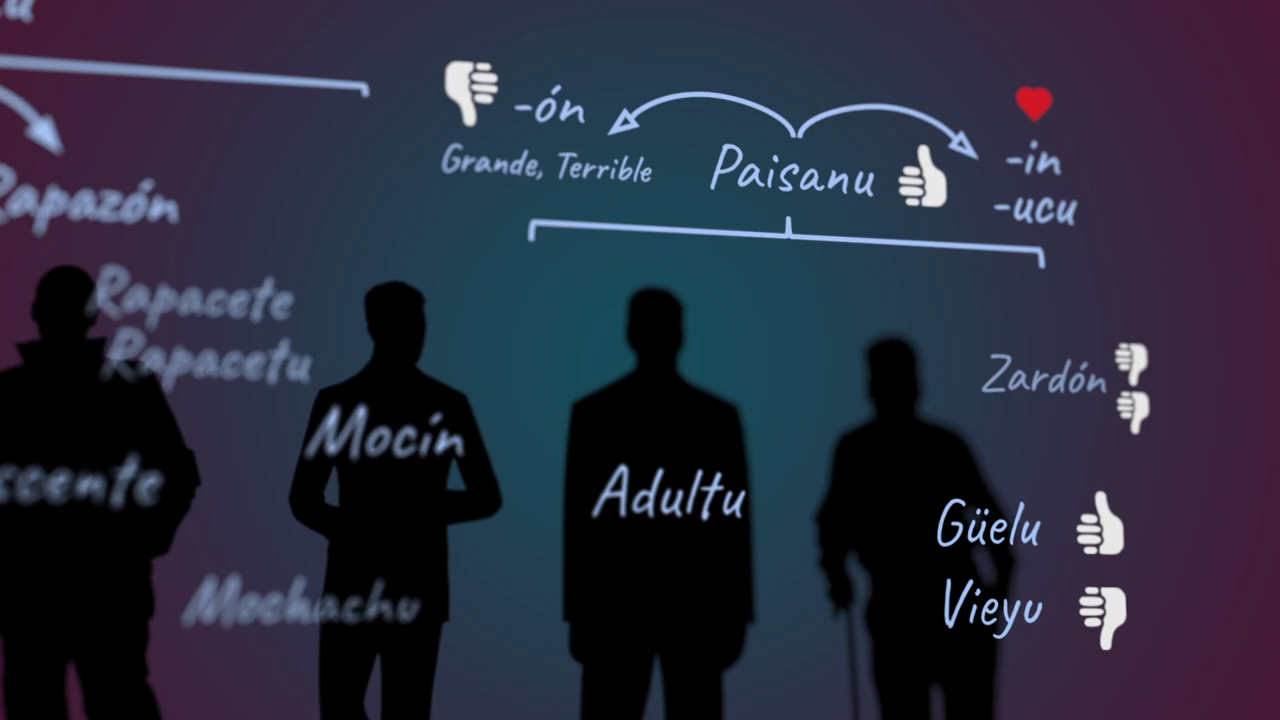 -ón
Grande, Terrible
Paisanu
-in
-ucu
Rapazón
Rapacete
Rapacetu
Mocín
Mochachu
Adultu
Zardón
Güelu
Vieyu